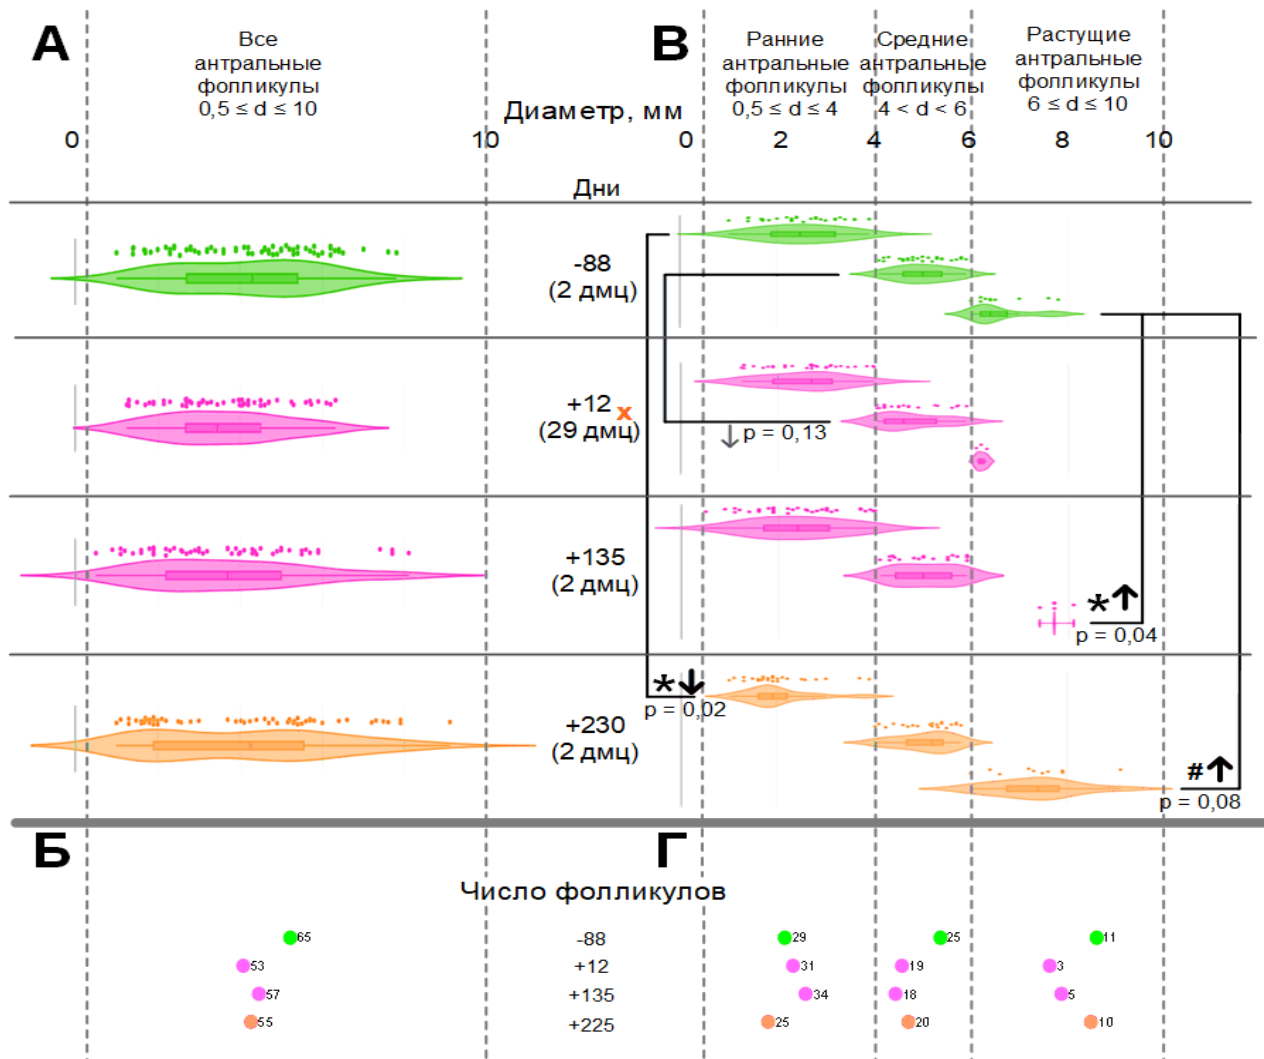 А
Все
антральные
фолликулы
0,5 ≤ d ≤ 10
В
Ранние
антральные
фолликулы
0,5 ≤ d ≤ 4
Средние
антральные
фолликулы
4 < d < 6
Растущие
антральные
фолликулы
6 ≤ d ≤ 10
Диаметр, мм
0
10
0
2
4
6
8
10
Дни
-88
(2 дмц)
+12 x
(29 дмц)
↓ p = 0,13
+135
(2 дмц)
*↑
p = 0,04
*↓
p = 0,02
+230
(2 дмц)
#↑
p = 0,08
Б
Г
Число фолликулов
65
-88
29
25
11
53
+12
31
19
3
57
+135
34
18
5
55
+225
25
20
10